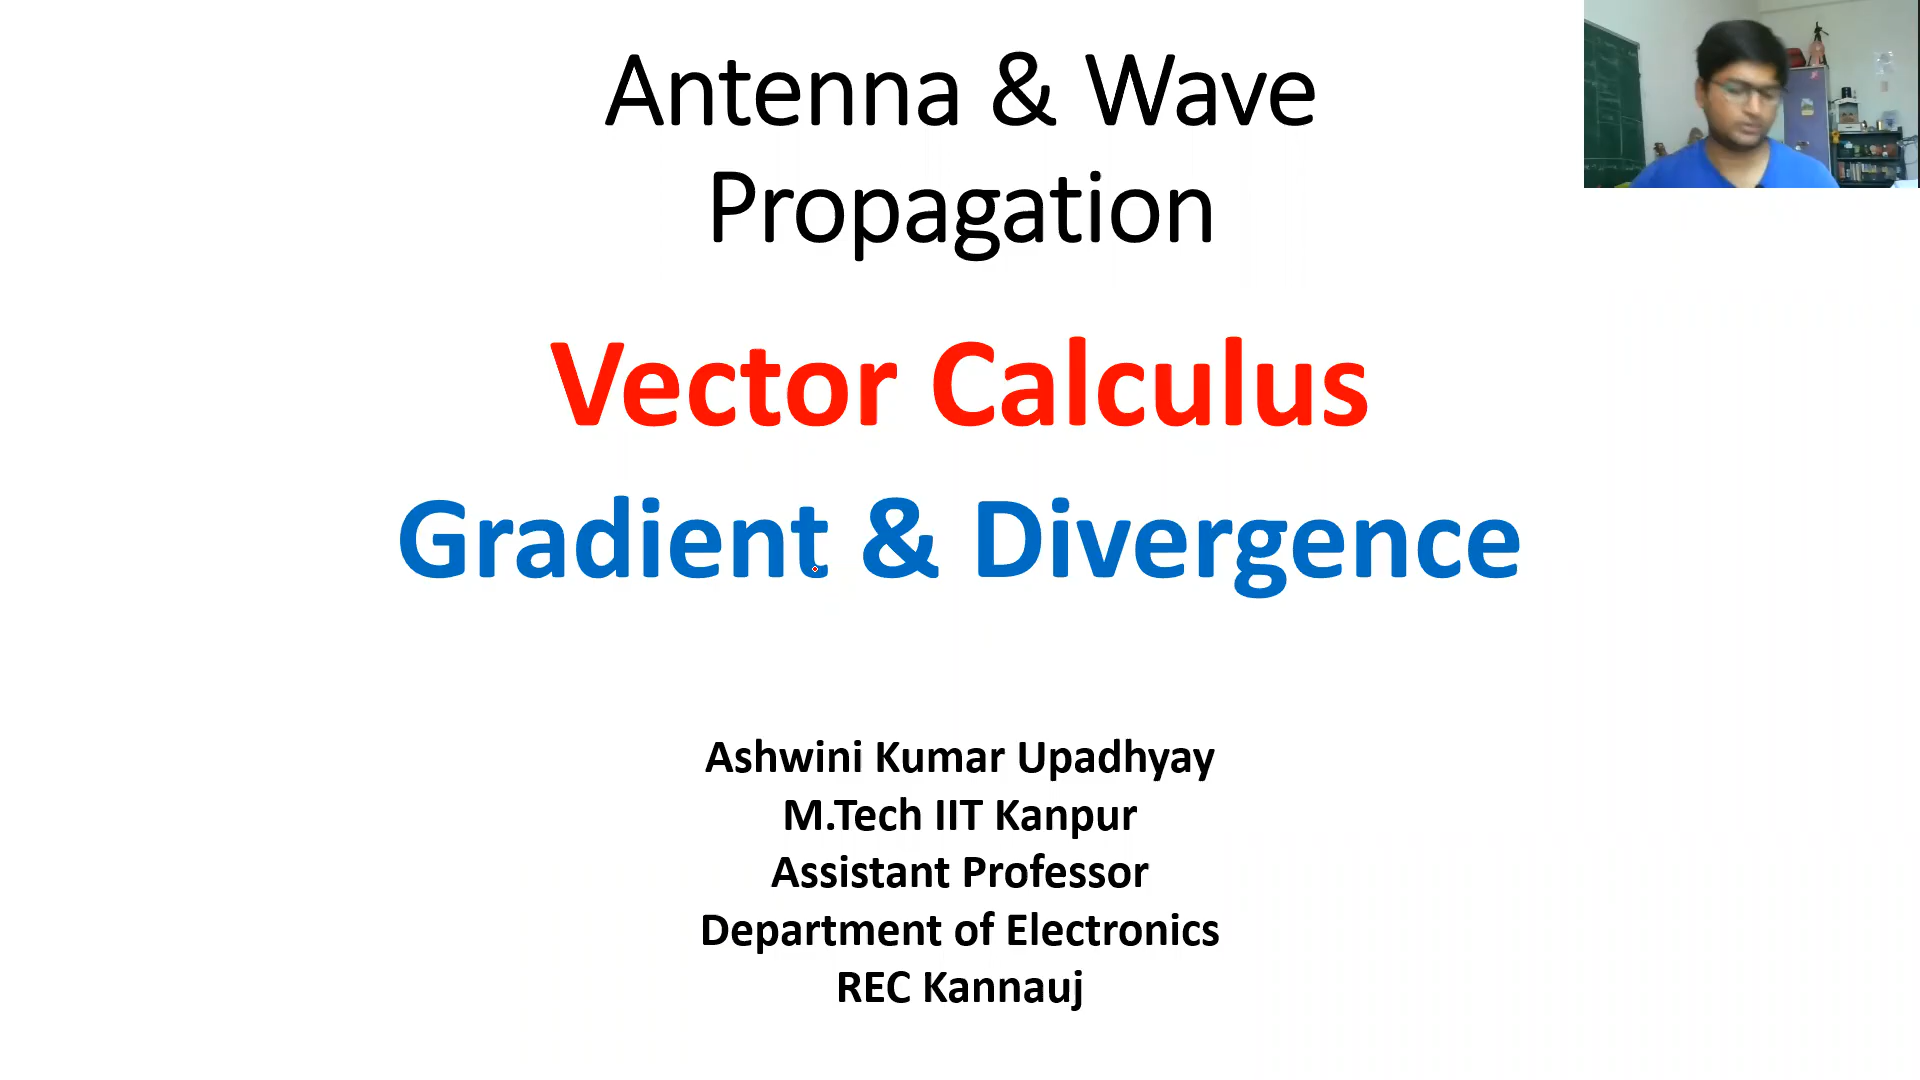 Antenna & Wave
Propagation
Vector Calculus
Gradient & Divergence
Ashwini Kumar Upadhyay
M.Tech IIT Kanpur
Assistant Professor
Department of Electronics
REC Kannauj